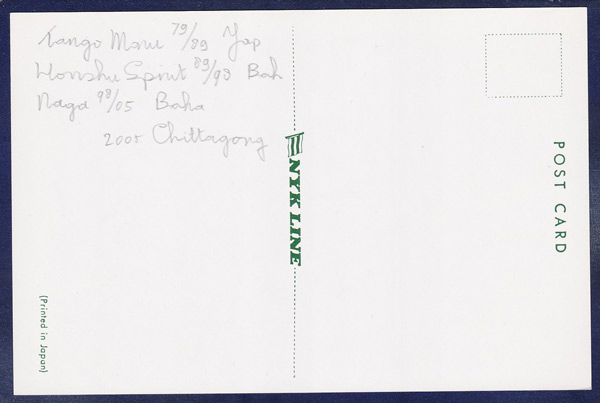 Tango Maru 79/89 Jap
Honshu Spirit 89/98 Bah
Naga 98/05 Baha
2005 Chittagong
NYK LINE
POST CARD
(Printed in Japan)